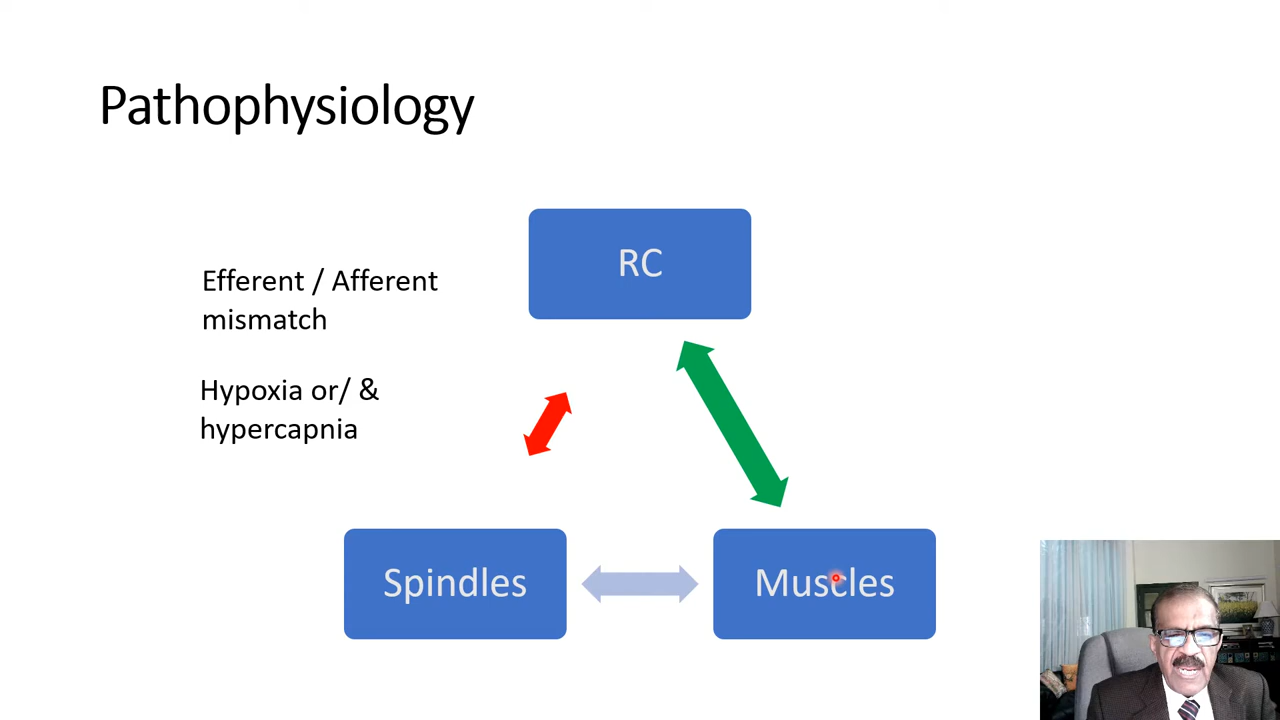 Pathophysiology
RC
Efferent / Afferent
mismatch
Hypoxia or/ &
hypercapnia
Spindles
Muscles